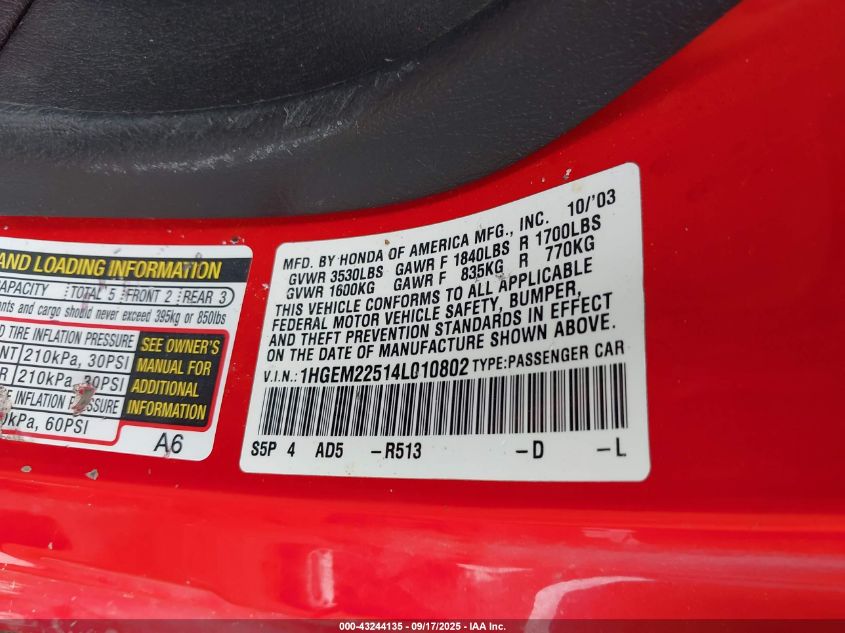 AND LOADING INFORMATION
CAPACITY TOTAL 5 FRONT 2 REAR 3
and cargo should never exceed 395kg or 850lbs
TIRE INFLATION PRESSURE
210kPa, 30PSI
R 210kPa, 30PSI
INFLATION PRESSURE
kPa, 60PSI
SEE OWNER'S
MANUAL FOR
ADDITIONAL
INFORMATION
A6
MFD. BY HONDA OF AMERICA MFG., INC. 10/'03
GVWR 3530LBS GAWR F 1840LBS R 1700LBS
GVWR 1600KG GAWR F 835KG R 770KG
THIS VEHICLE CONFORMS TO ALL APPLICABLE
FEDERAL MOTOR VEHICLE SAFETY, BUMPER,
AND THEFT PREVENTION STANDARDS IN EFFECT
ON THE DATE OF MANUFACTURE SHOWN ABOVE.
V.I.N.: 1HGEM22514L010802 TYPE:PASSENGER CAR
S5P 4 AD5 -R513 -D -L
000-43244135 - 09/17/2025 - IAA Inc.